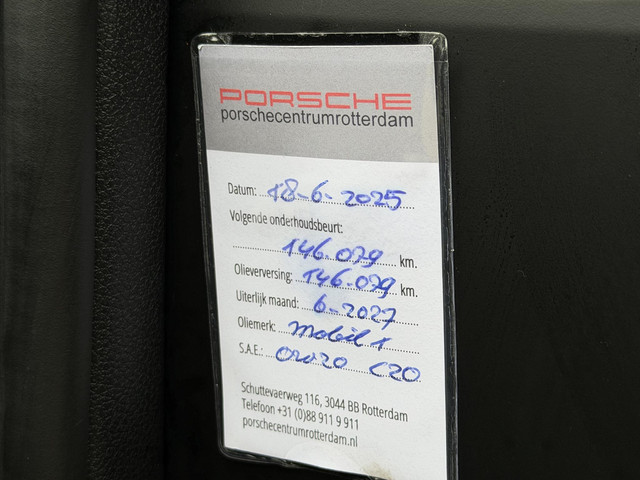 PORSCHE
porschecentrumrotterdam
Datum: 18-6-2025
Volgende onderhoudsbeurt:
146.079 km.
Olieverversing: 146.079 km.
Uiterlijk maand: 6-2027
Oliemerk: Mobil 1
S.A.E.: 0W20 C20
Schuttevaerweg 116, 3044 BB Rotterdam
Telefoon +31 (0)88 911 9 911
porschecentrumrotterdam.nl